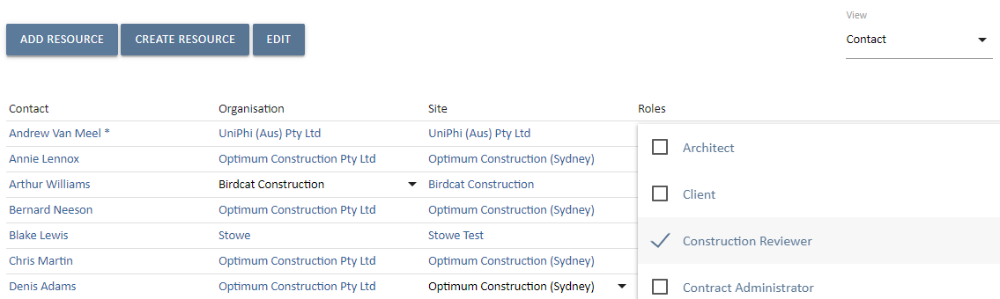 View
ADD RESOURCE CREATE RESOURCE EDIT Contact
Contact Organisation Site Roles
Andrew Van Meel * UniPhi (Aus) Pty Ltd UniPhi (Aus) Pty Ltd
Architect
Annie Lennox Optimum Construction Pty Ltd Optimum Construction (Sydney)
Arthur Williams Birdcat Construction Birdcat Construction
Client
Bernard Neeson Optimum Construction Pty Ltd Optimum Construction (Sydney)
Blake Lewis Stowe Stowe Test
Construction Reviewer
Chris Martin Optimum Construction Pty Ltd Optimum Construction (Sydney)
Denis Adams Optimum Construction Pty Ltd Optimum Construction (Sydney)
Contract Administrator